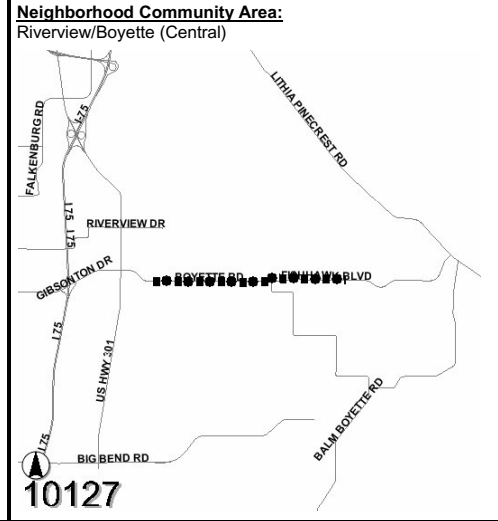 Neighborhood Community Area:
Riverview/Boyette (Central)
LITHIA PINECREST RD
FALKENBURG RD
I-75
I 75
I 75
RIVERVIEW DR
GIBSONTON DR
BOYETTE RD
FISHHAWK BLVD
I 75
US HWY 301
BALM BOYETTE RD
I 75
BIG BEND RD
10127